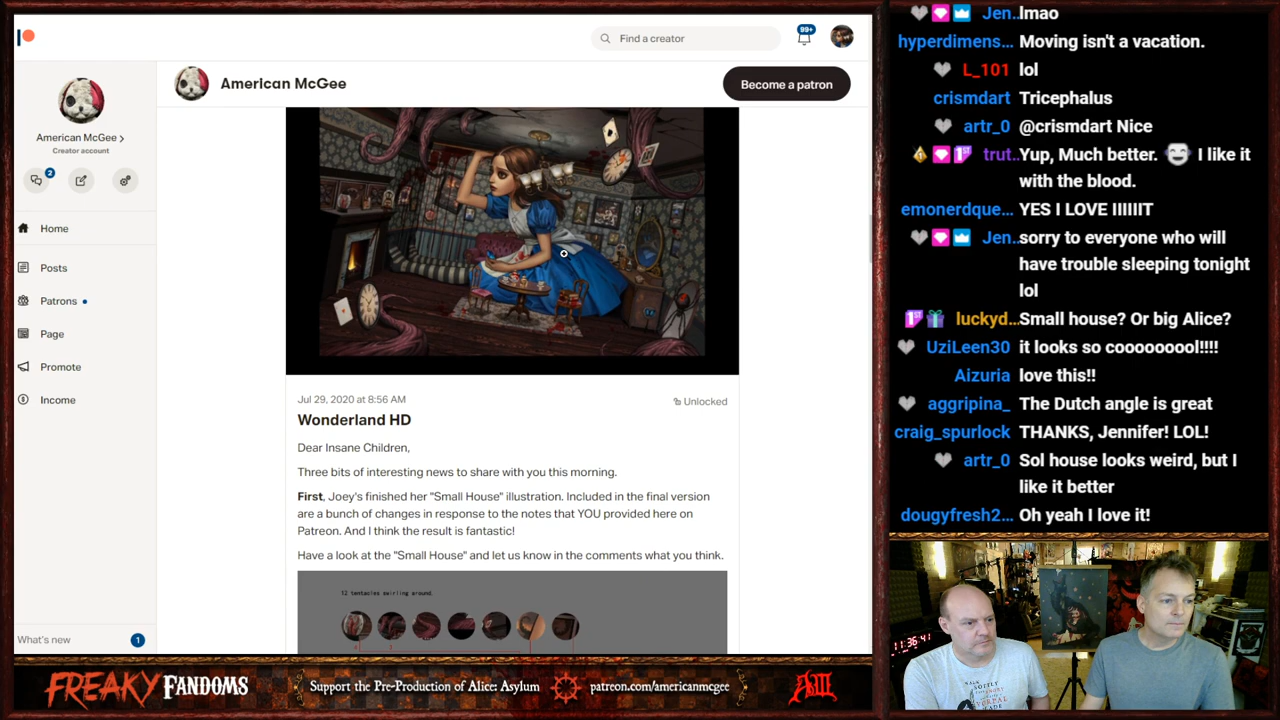 Find a creator
99+
American McGee
Become a patron
American McGee
Creator account
2
Home
Posts
Patrons
Page
Promote
Income
What's new
1
Jul 29, 2020 at 8:56 AM
Unlocked
Wonderland HD
Dear Insane Children,
Three bits of interesting news to share with you this morning.
First, Joey's finished her "Small House" illustration. Included in the final version
are a bunch of changes in response to the notes that YOU provided here on
Patreon. And I think the result is fantastic!
Have a look at the "Small House" and let us know in the comments what you think.
12 tentacles swirling around.
Jen.. lmao
hyperdimens... Moving isn't a vacation.
L_101 lol
crismdart Tricephalus
artr_0 @crismdart Nice
trut.. Yup, Much better. I like it
with the blood.
emonerdque... YES I LOVE IIIIIIT
Jen.. sorry to everyone who will
have trouble sleeping tonight
lol
luckyd... Small house? Or big Alice?
UziLeen30 it looks so coooooool!!!!
Aizuria love this!!
aggripina_ The Dutch angle is great
craig_spurlock THANKS, Jennifer! LOL!
artr_0 Sol house looks weird, but I
like it better
dougyfresh2... Oh yeah I love it!
11:36:41
FREAKY FANDOMS
Support the Pre-Production of Alice: Asylum
patreon.com/americanmcgee